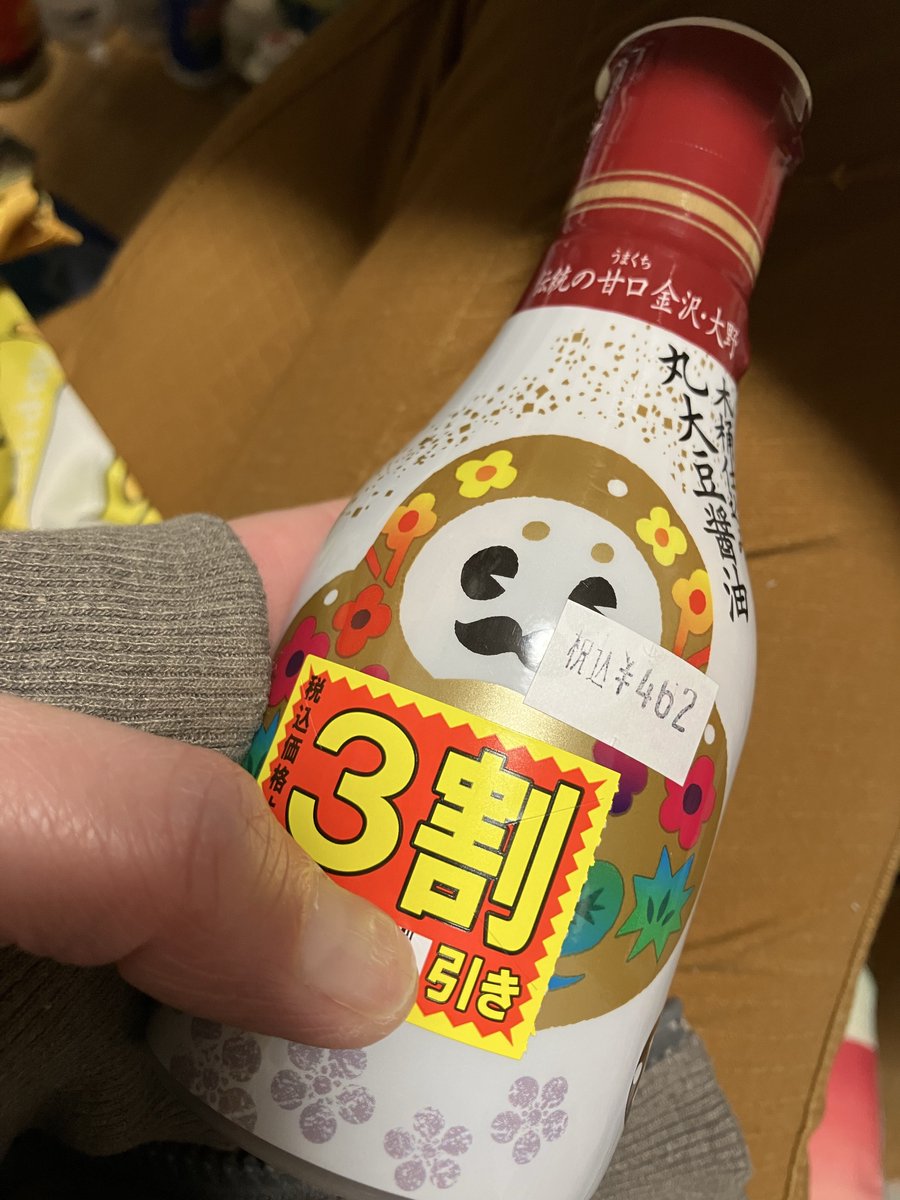 うまくち
伝統の甘口 金沢・大野
木桶仕込
丸大豆醤油
税込¥462
税込価格
3割
引き